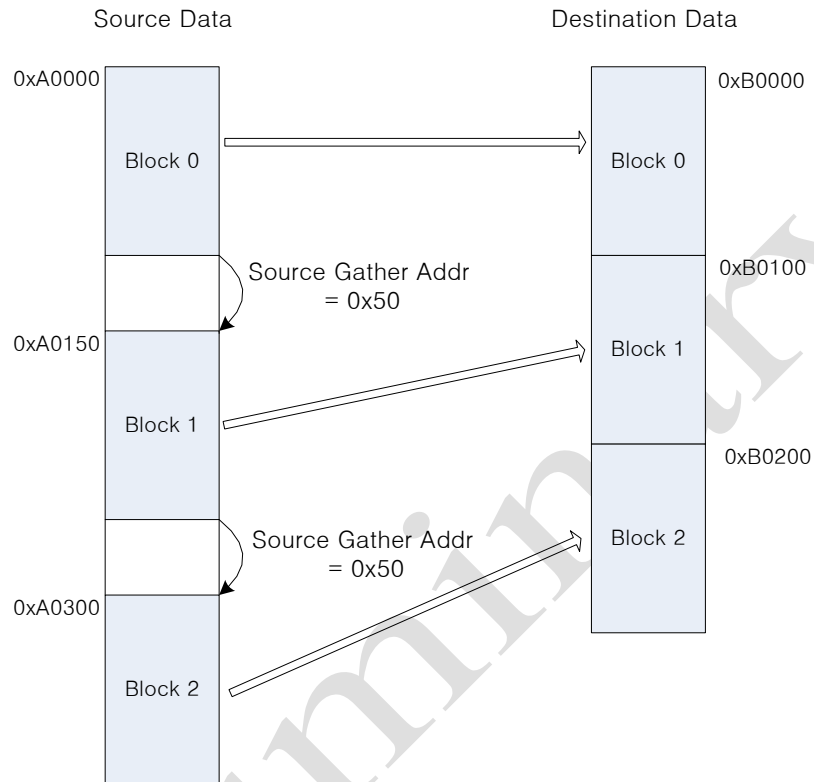 Source Data
Destination Data
0xA0000
0xB0000
Block 0
Block 0
Source Gather Addr
= 0x50
0xB0100
0xA0150
Block 1
Block 1
0xB0200
Source Gather Addr
= 0x50
Block 2
0xA0300
Block 2